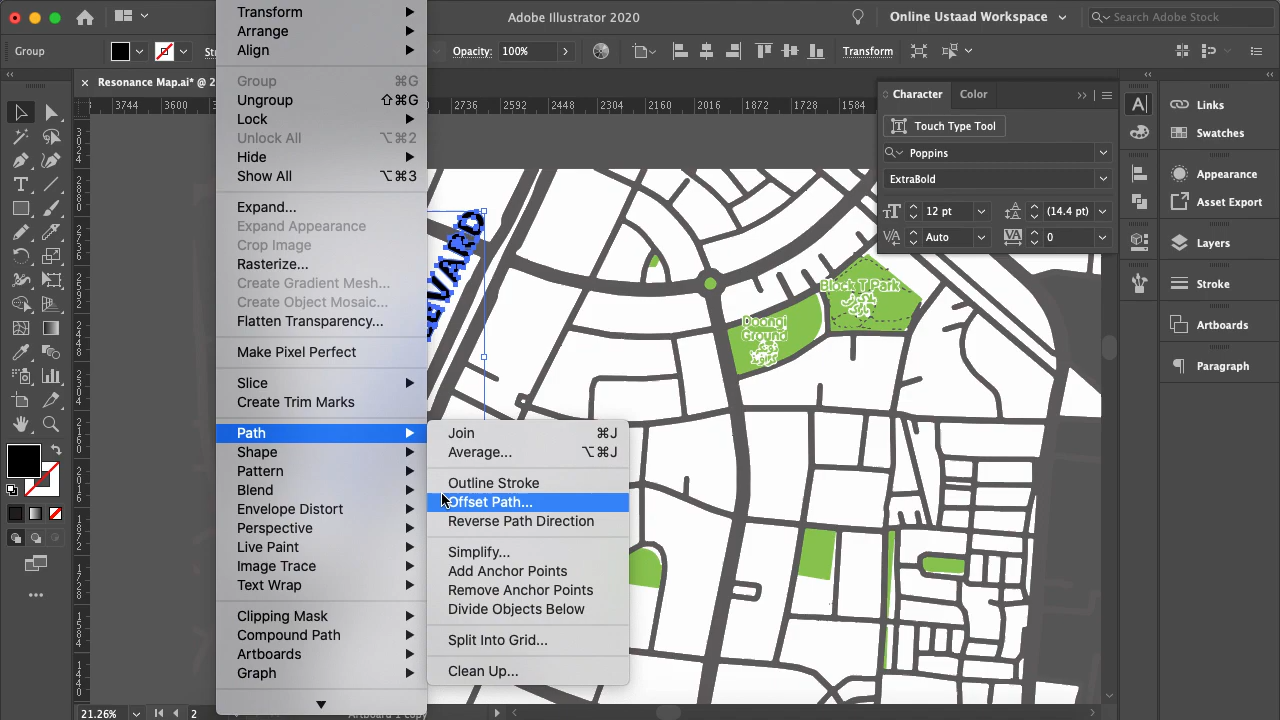 Adobe Illustrator 2020
Online Ustaad Workspace
Search Adobe Stock
Group
Opacity:
100%
Transform
Resonance Map.ai* @ 2
3744
3600
2736
2592
2448
2304
2160
2016
1872
1728
1584
Transform
Arrange
Align
Group ⌘G
Ungroup ⇧⌘G
Lock
Unlock All ⌥⌘2
Hide
Show All ⌥⌘3
Expand...
Expand Appearance
Crop Image
Rasterize...
Create Gradient Mesh...
Create Object Mosaic...
Flatten Transparency...
Make Pixel Perfect
Slice
Create Trim Marks
Path
Shape
Pattern
Blend
Envelope Distort
Perspective
Live Paint
Image Trace
Text Wrap
Clipping Mask
Compound Path
Artboards
Graph
Join ⌘J
Average... ⌥⌘J
Outline Stroke
Offset Path...
Reverse Path Direction
Simplify...
Add Anchor Points
Remove Anchor Points
Divide Objects Below
Split Into Grid...
Clean Up...
Block T Park
Doongi
Ground
Character
Color
Touch Type Tool
Poppins
ExtraBold
12 pt
(14.4 pt)
Auto
0
Links
Swatches
Appearance
Asset Export
Layers
Stroke
Artboards
Paragraph
21.26%
2